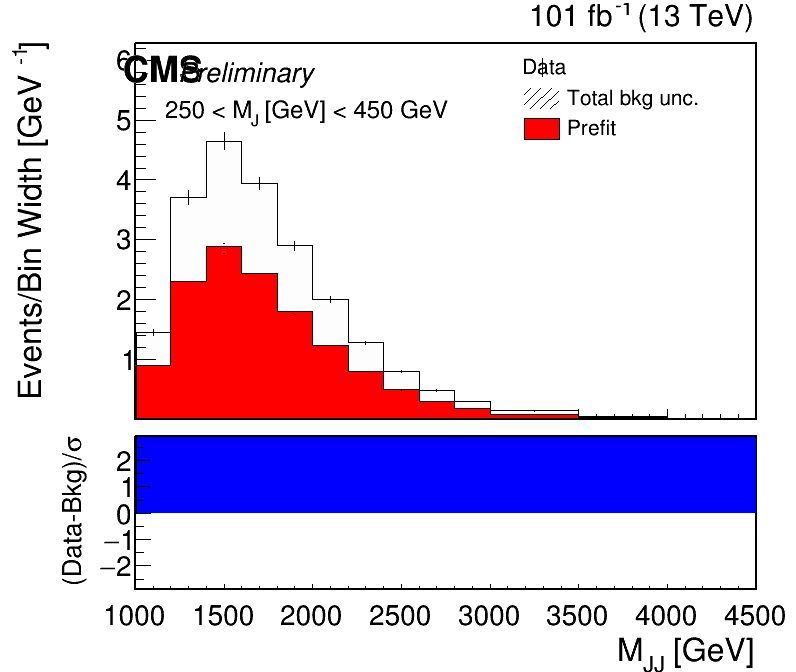 101 fb⁻¹ (13 TeV)
CMS Preliminary
250 < M_J [GeV] < 450 GeV
Data
Total bkg unc.
Prefit
Events/Bin Width [GeV⁻¹]
6
5
4
3
2
1
(Data-Bkg)/σ
2
1
0
−1
−2
1000 1500 2000 2500 3000 3500 4000 4500
M_JJ [GeV]